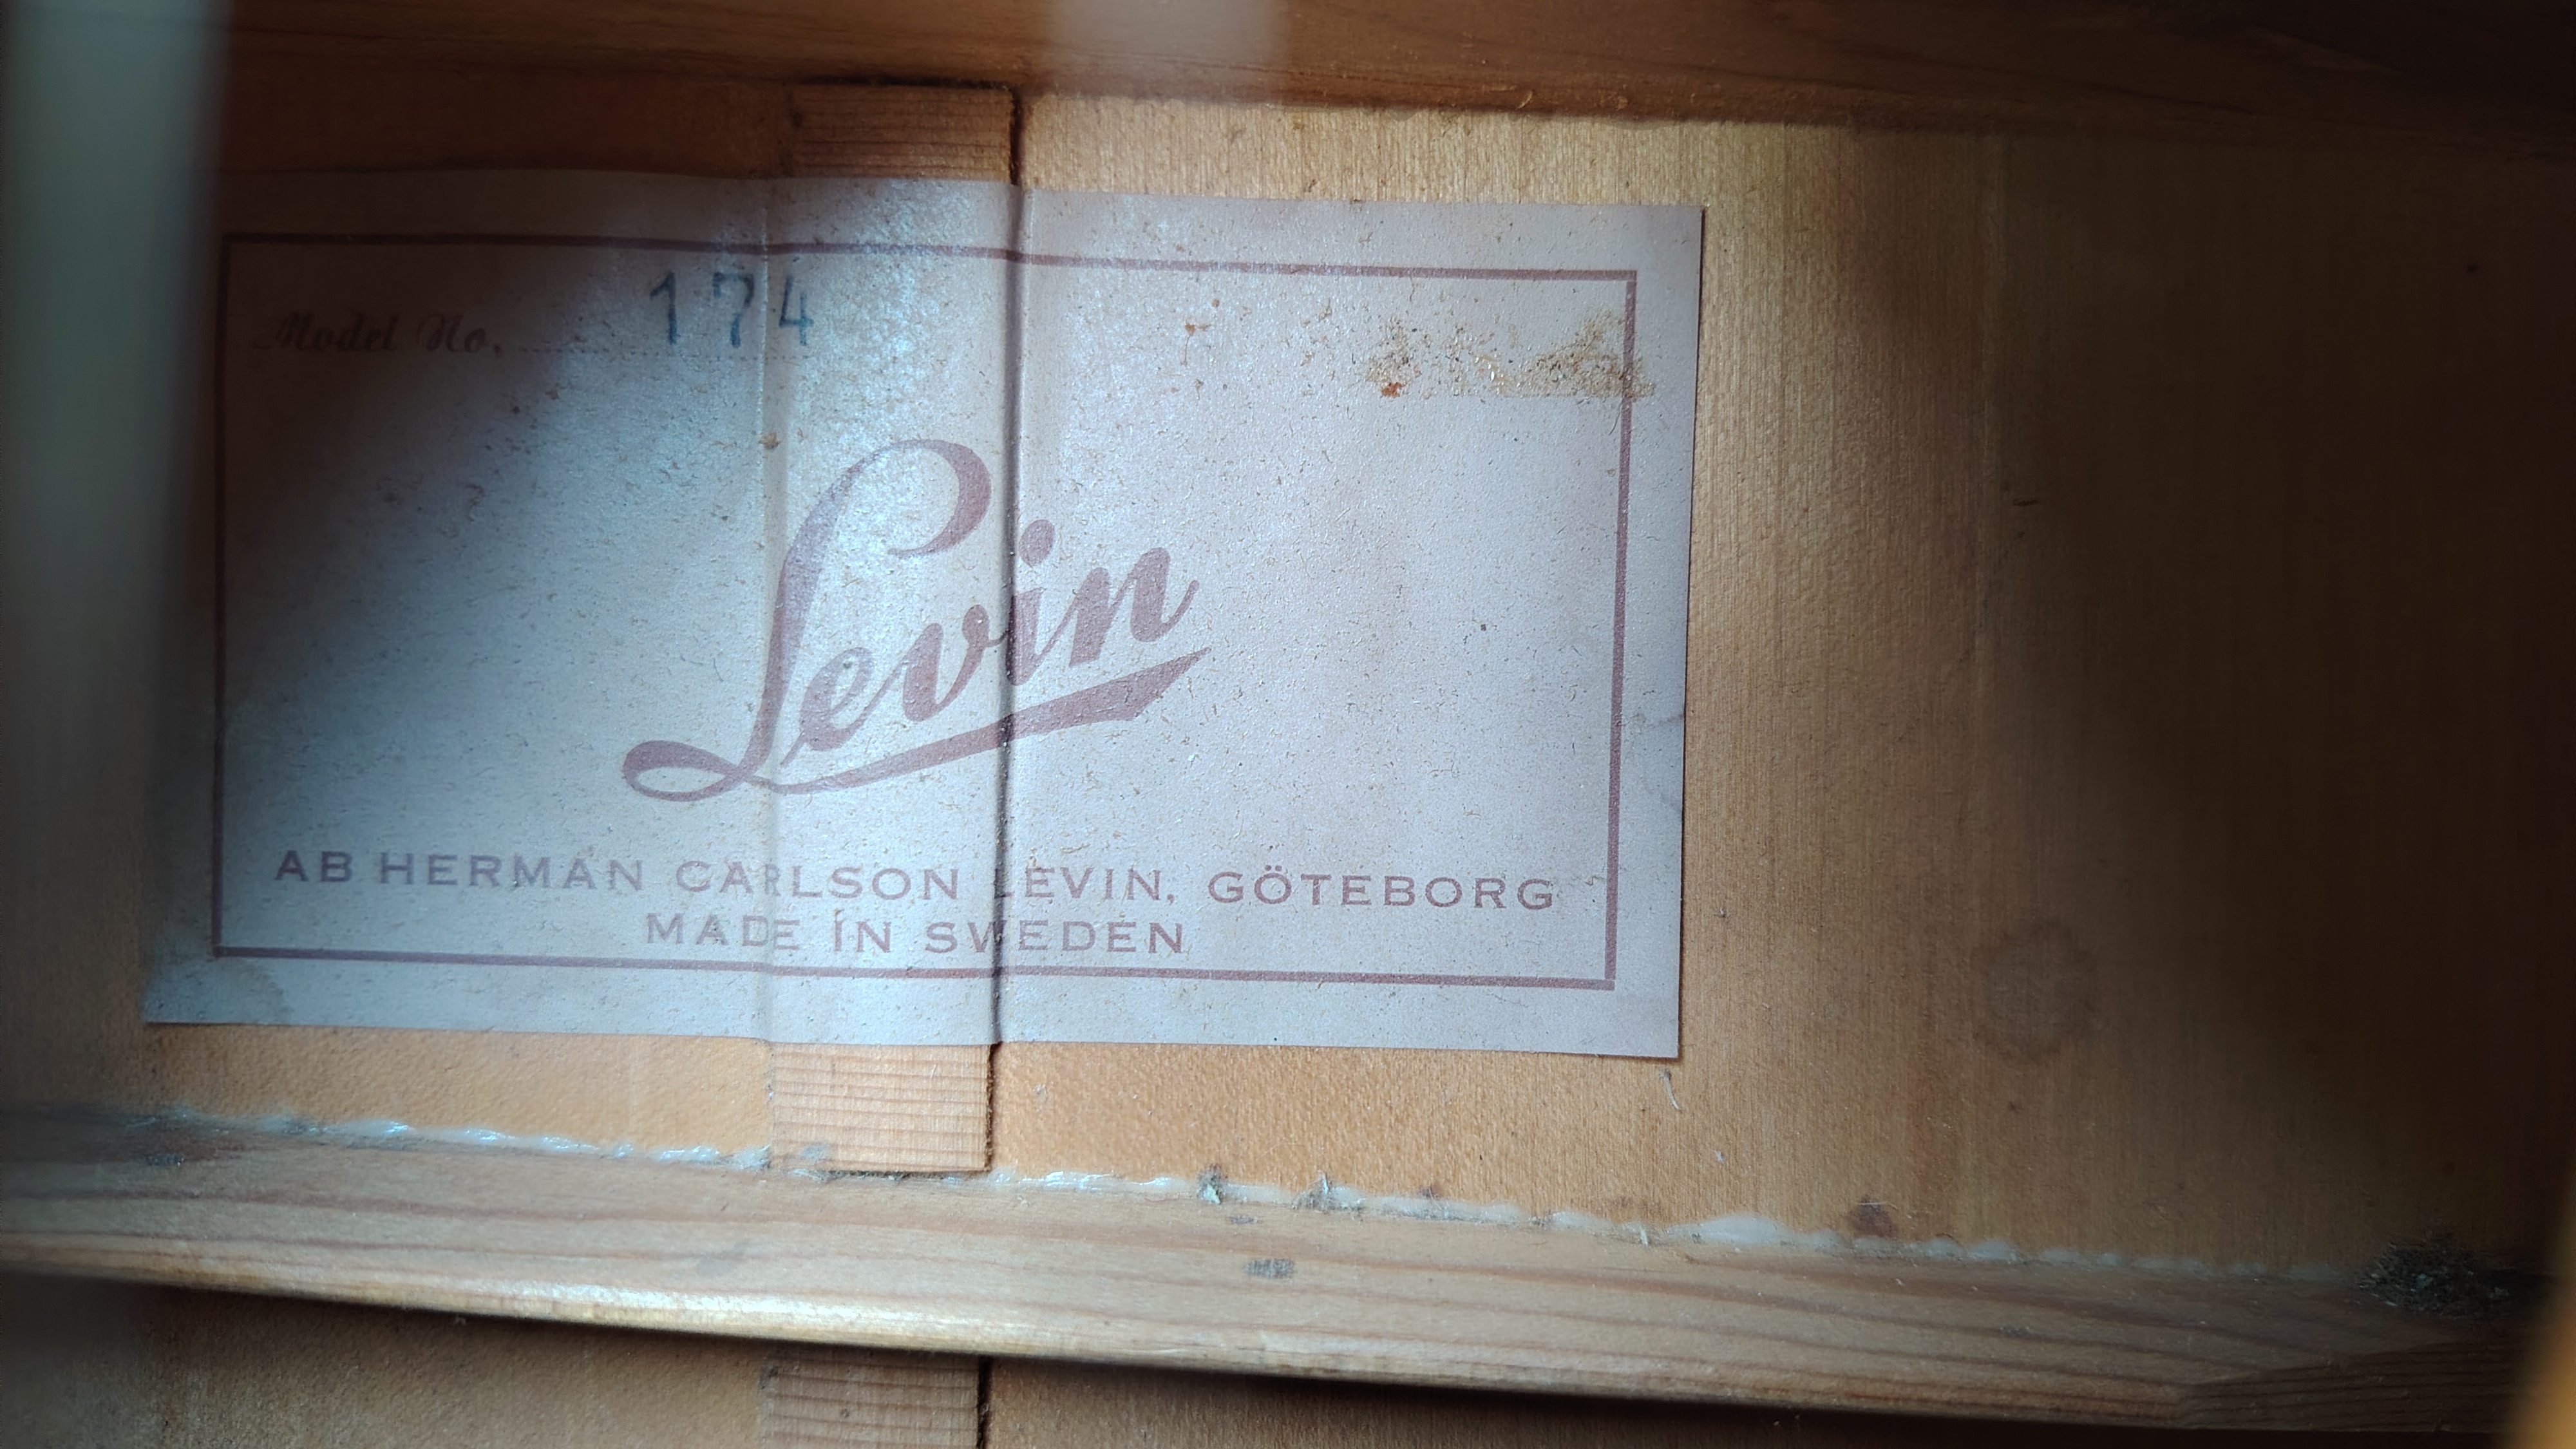 Model No. 174
Levin
AB HERMAN CARLSON LEVIN, GÖTEBORG
MADE IN SWEDEN